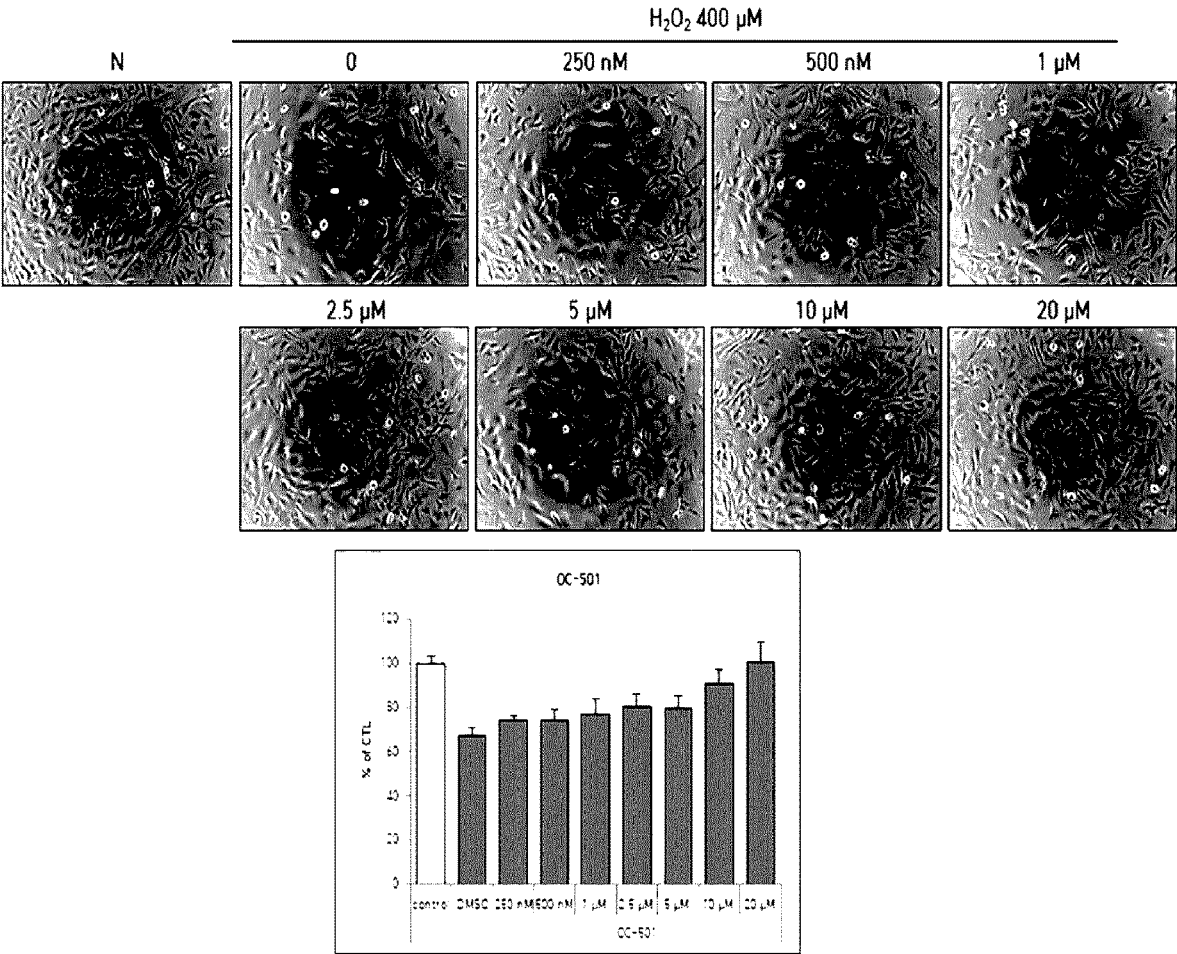 H₂O₂ 400 µM
N 0 250 nM 500 nM 1 µM
2.5 µM 5 µM 10 µM 20 µM
OC-501
120
100
80
60
40
20
0
% of CTL
control DMSO 250 nM 500 nM 1 µM 2.5 µM 5 µM 10 µM 20 µM
OC-501